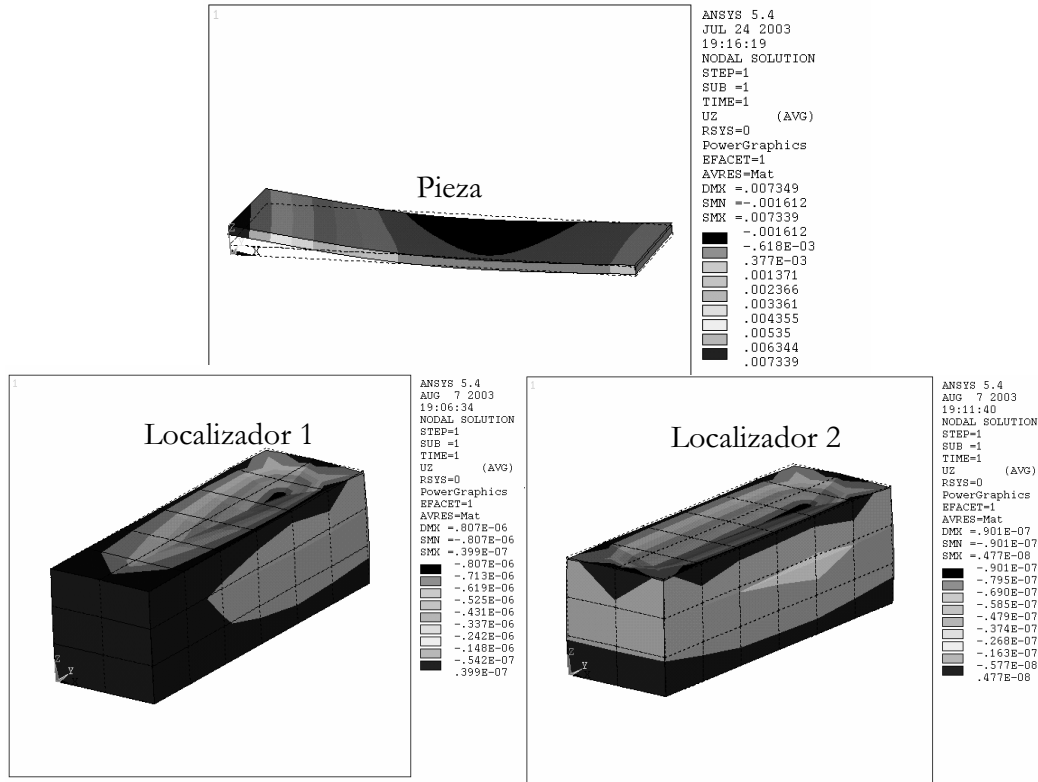 1
ANSYS 5.4
JUL 24 2003
19:16:19
NODAL SOLUTION
STEP=1
SUB =1
TIME=1
UZ (AVG)
RSYS=0
PowerGraphics
EFACET=1
AVRES=Mat
DMX =.007349
SMN =-.001612
SMX =.007339
-.001612
-.618E-03
.377E-03
.001371
.002366
.003361
.004355
.00535
.006344
.007339
Pieza
X
1
Localizador 1
Z
Y
ANSYS 5.4
AUG 7 2003
19:06:34
NODAL SOLUTION
STEP=1
SUB =1
TIME=1
UZ (AVG)
RSYS=0
PowerGraphics
EFACET=1
AVRES=Mat
DMX =.807E-06
SMN =-.807E-06
SMX =.399E-07
-.807E-06
-.713E-06
-.619E-06
-.525E-06
-.431E-06
-.337E-06
-.242E-06
-.148E-06
-.542E-07
.399E-07
1
Localizador 2
Z
Y
ANSYS 5.4
AUG 7 2003
19:11:40
NODAL SOLUTION
STEP=1
SUB =1
TIME=1
UZ (AVG)
RSYS=0
PowerGraphics
EFACET=1
AVRES=Mat
DMX =.901E-07
SMN =-.901E-07
SMX =.477E-08
-.901E-07
-.795E-07
-.690E-07
-.585E-07
-.479E-07
-.374E-07
-.268E-07
-.163E-07
-.577E-08
.477E-08